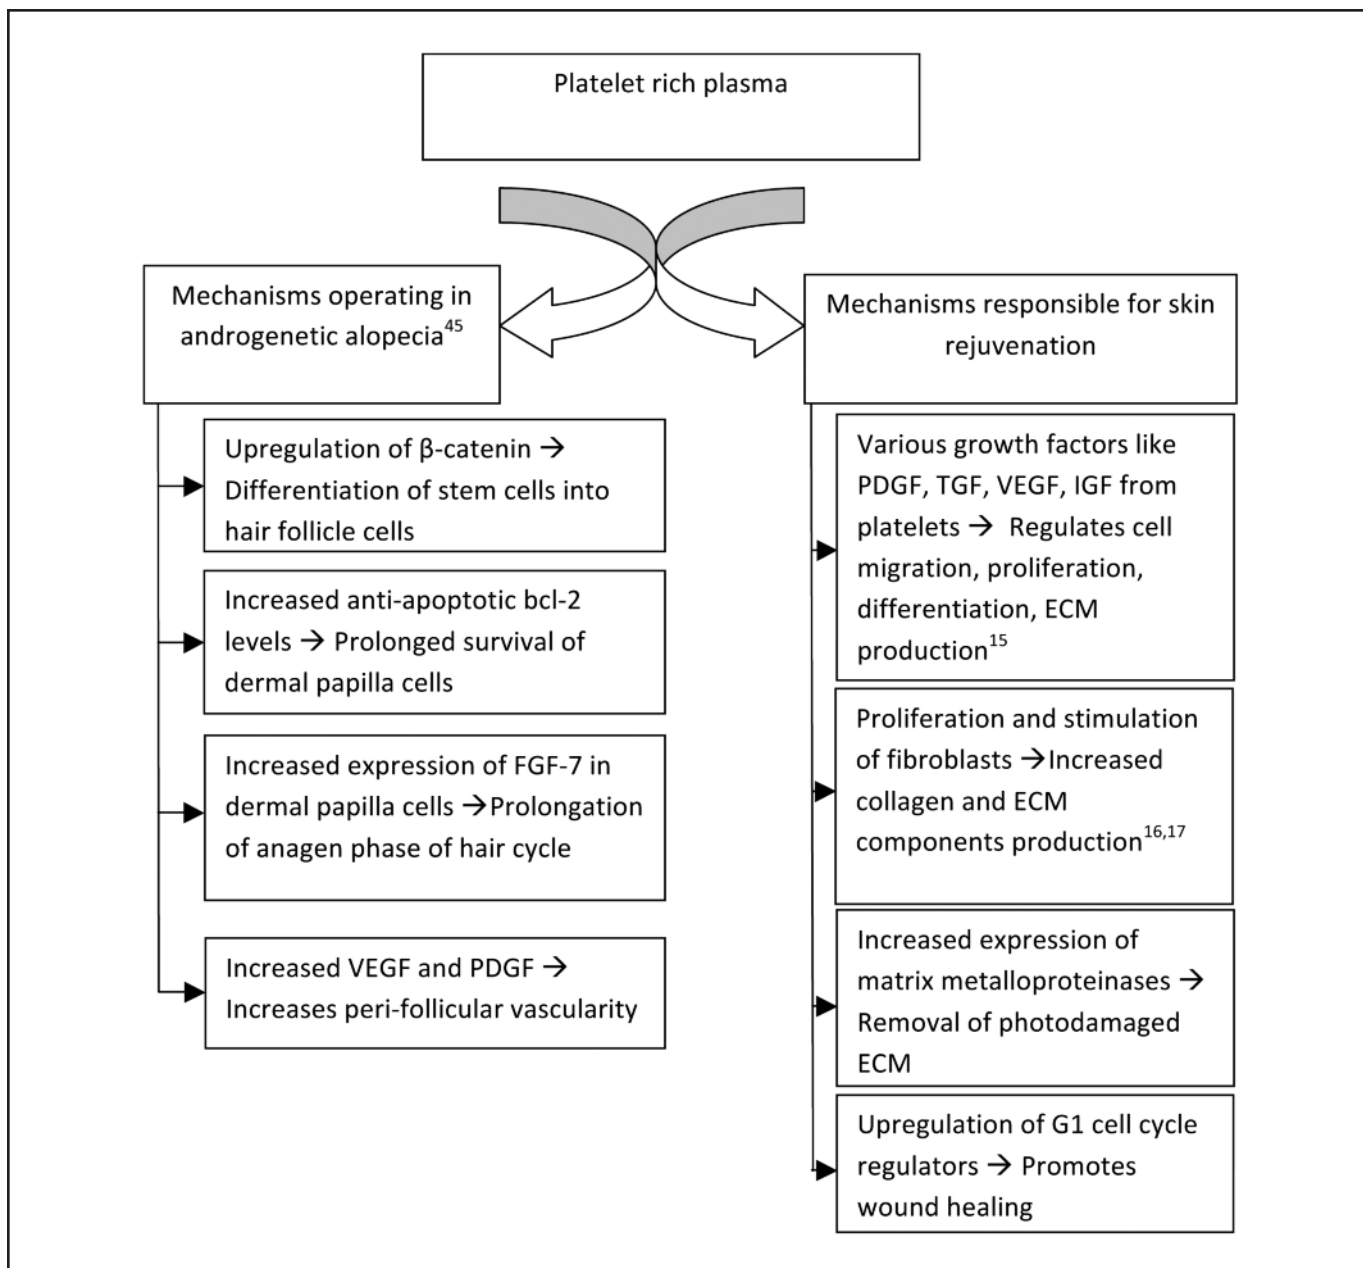 Platelet rich plasma
Mechanisms operating in
androgenetic alopecia45
Upregulation of β-catenin →
Differentiation of stem cells into
hair follicle cells
Increased anti-apoptotic bcl-2
levels → Prolonged survival of
dermal papilla cells
Increased expression of FGF-7 in
dermal papilla cells →Prolongation
of anagen phase of hair cycle
Increased VEGF and PDGF →
Increases peri-follicular vascularity
Mechanisms responsible for skin
rejuvenation
Various growth factors like
PDGF, TGF, VEGF, IGF from
platelets → Regulates cell
migration, proliferation,
differentiation, ECM
production15
Proliferation and stimulation
of fibroblasts →Increased
collagen and ECM
components production16,17
Increased expression of
matrix metalloproteinases →
Removal of photodamaged
ECM
Upregulation of G1 cell cycle
regulators → Promotes
wound healing